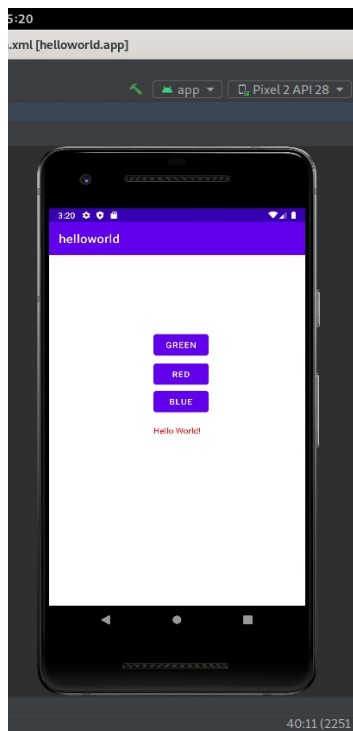 5:20
.xml [helloworld.app]
app Pixel 2 API 28
3:20
helloworld
GREEN
RED
BLUE
Hello World!
40:11 (2251